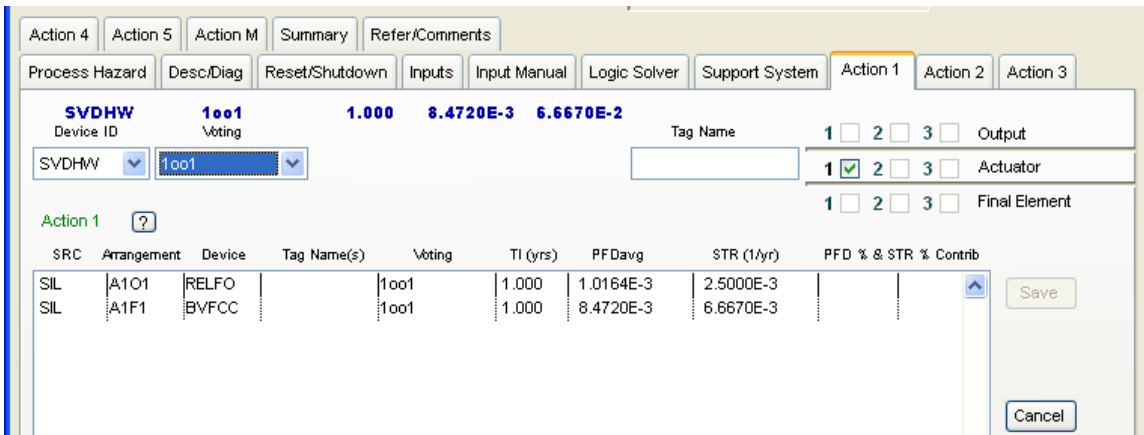 Action 4 Action 5 Action M Summary Refer/Comments
Process Hazard Desc/Diag Reset/Shutdown Inputs Input Manual Logic Solver Support System Action 1 Action 2 Action 3
SVDHW 1oo1 1.000 8.4720E-3 6.6670E-2
Device ID Voting Tag Name 1 2 3 Output
SVDHW 1oo1 1 2 3 Actuator
1 2 3 Final Element
Action 1 ?
SRC Arrangement Device Tag Name(s) Voting TI (yrs) PFDavg STR (1/yr) PFD % & STR % Contrib
SIL A1O1 RELFO 1oo1 1.000 1.0164E-3 2.5000E-3
Save
SIL A1F1 BVFCC 1oo1 1.000 8.4720E-3 6.6670E-3
Cancel